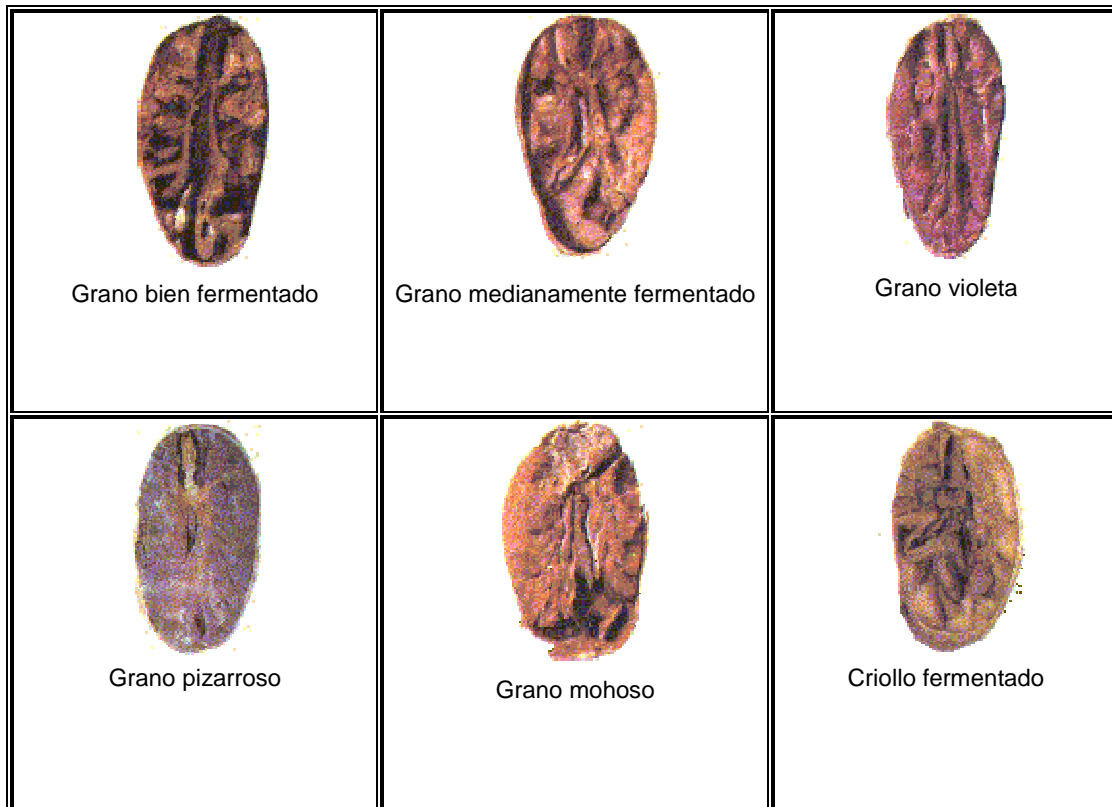 Grano bien fermentado
Grano medianamente fermentado
Grano violeta
Grano pizarroso
Grano mohoso
Criollo fermentado